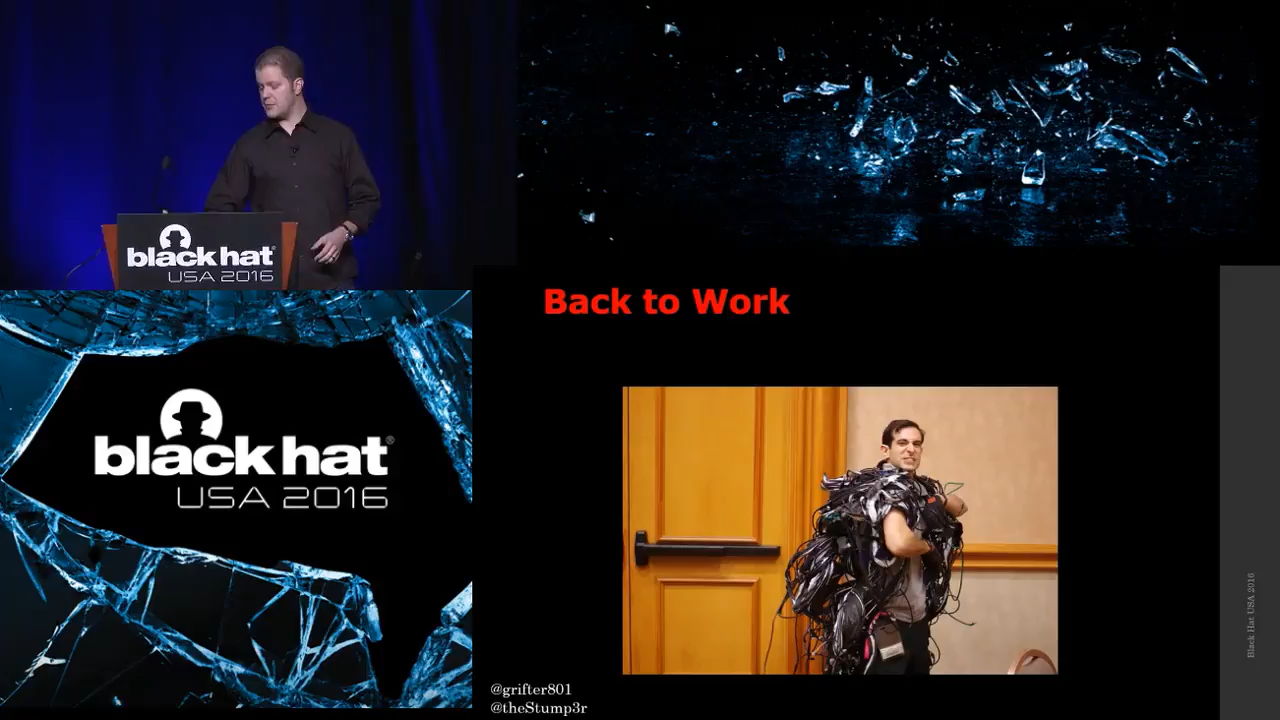 black hat
USA 2016
Back to Work
black hat®
USA 2016
@grifter801
@theStump3r
Black Hat USA 2016